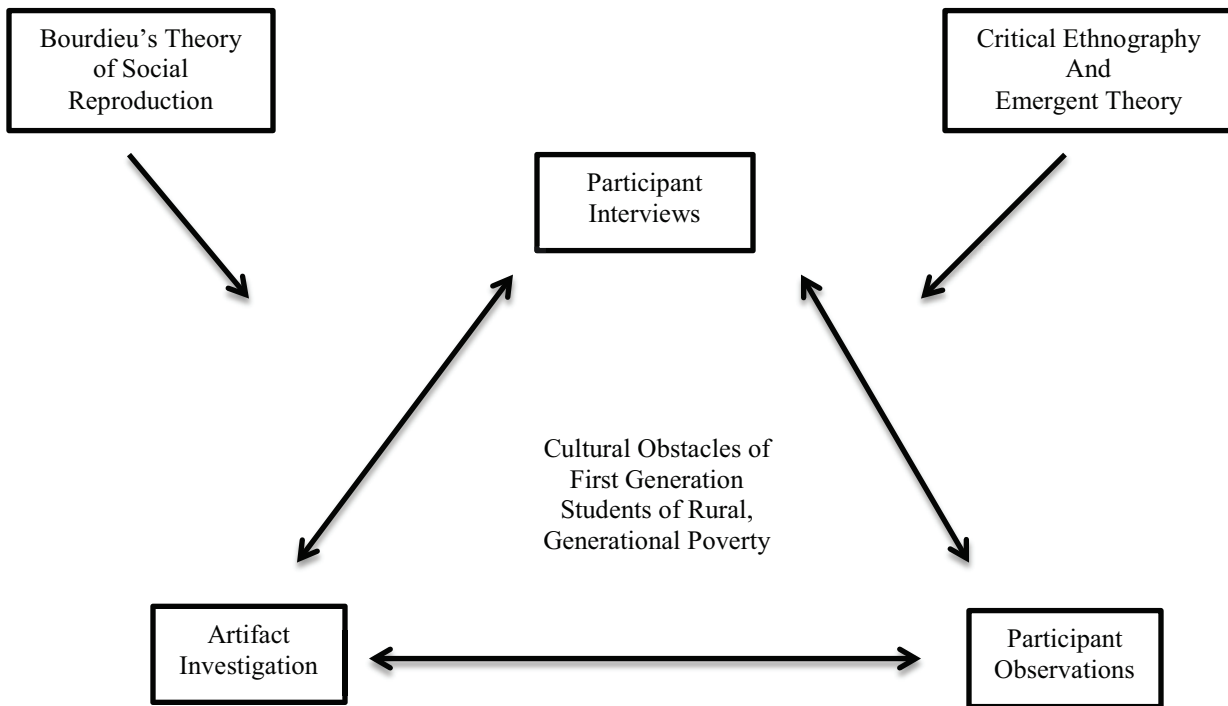 Bourdieu’s Theory
of Social
Reproduction
Critical Ethnography
And
Emergent Theory
Participant
Interviews
Cultural Obstacles of
First Generation
Students of Rural,
Generational Poverty
Artifact
Investigation
Participant
Observations